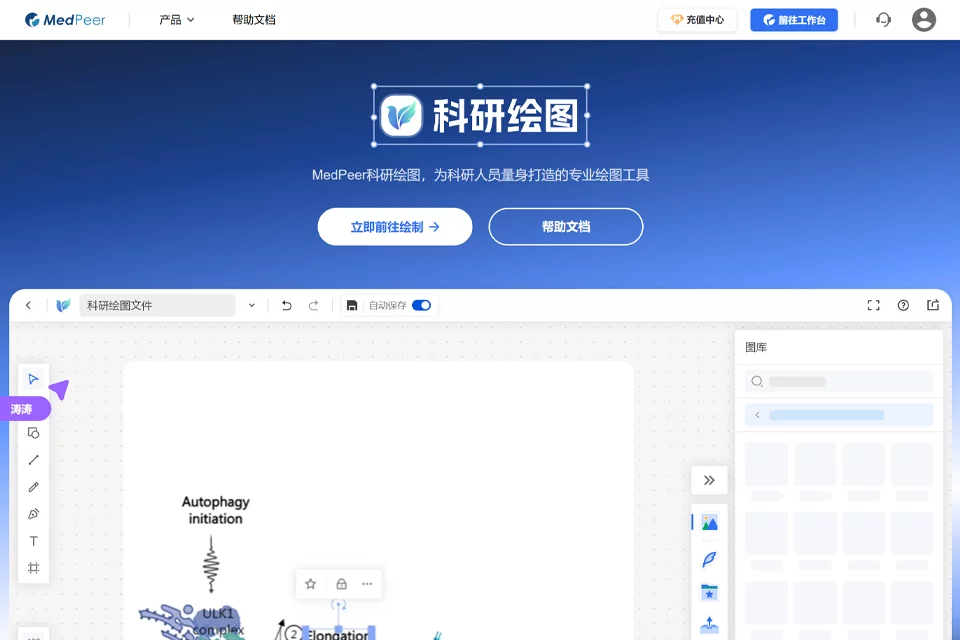 MedPeer
产品
帮助文档
充值中心
前往工作台
科研绘图
MedPeer科研绘图，为科研人员量身打造的专业绘图工具
立即前往绘制
帮助文档
科研绘图文件
自动保存
图库
涛涛
T
Autophagy
initiation
ULK1
complex
2
Elongation